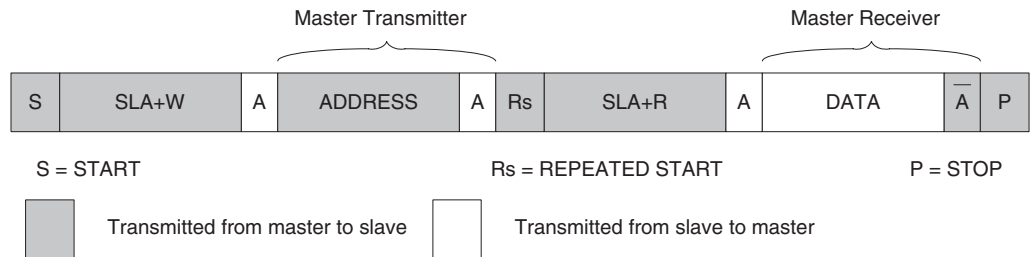 Master Transmitter Master Receiver
S SLA+W A ADDRESS A Rs SLA+R A DATA A̅ P
S = START Rs = REPEATED START P = STOP
Transmitted from master to slave Transmitted from slave to master